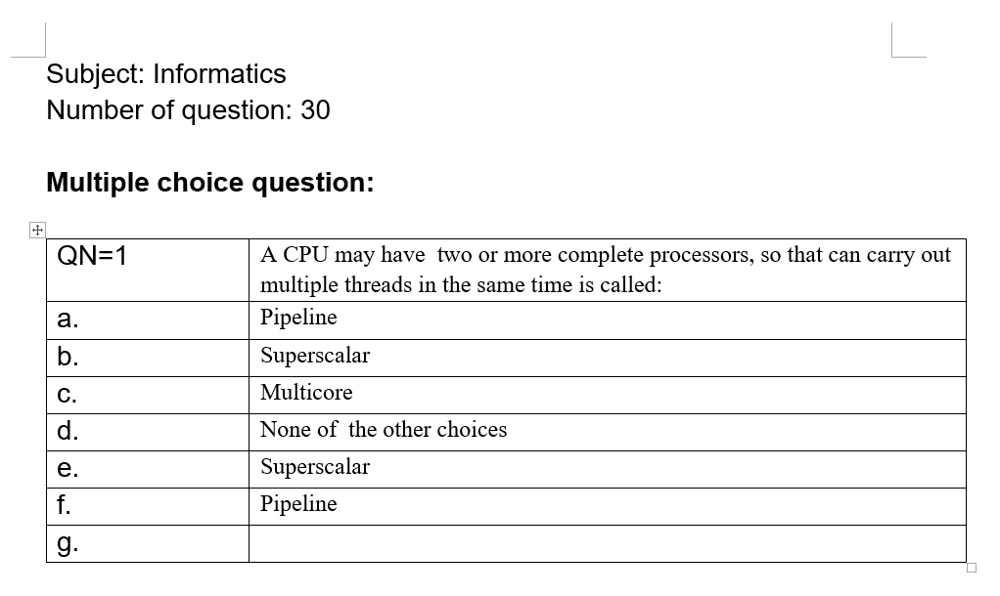 Subject: Informatics
Number of question: 30
Multiple choice question:
QN=1 A CPU may have  two or more complete processors, so that can carry out
multiple threads in the same time is called:
a. Pipeline
b. Superscalar
c. Multicore
d. None of  the other choices
e. Superscalar
f. Pipeline
g.